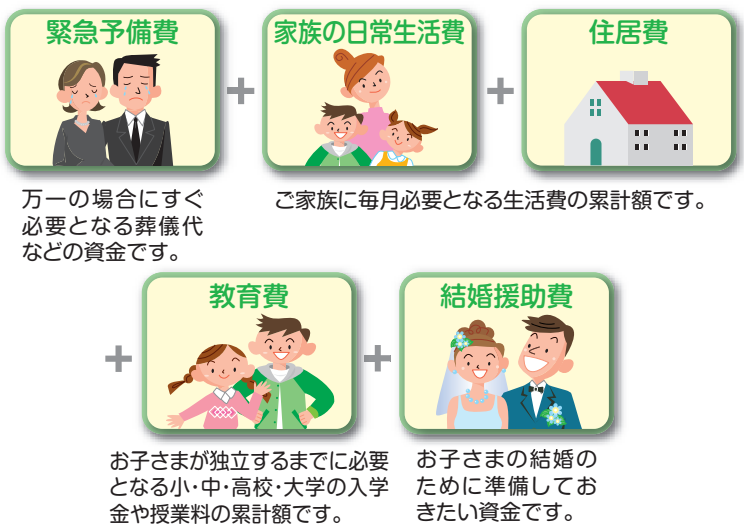 緊急予備費
+
家族の日常生活費
+
住居費
万一の場合にすぐ
必要となる葬儀代
などの資金です。
ご家族に毎月必要となる生活費の累計額です。
+
教育費
+
結婚援助費
お子さまが独立するまでに必要
となる小・中・高校・大学の入学
金や授業料の累計額です。
お子さまの結婚の
ために準備してお
きたい資金です。